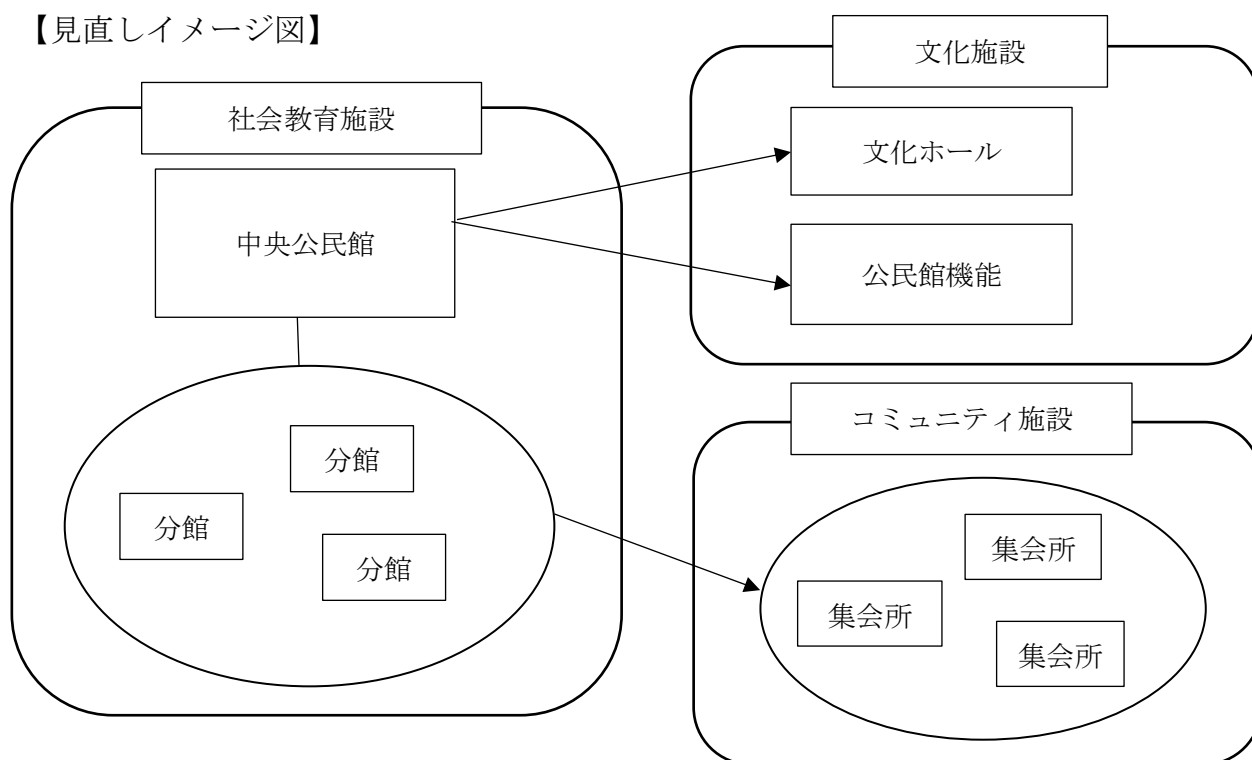 【見直しイメージ図】
社会教育施設
中央公民館
分館
分館
分館
文化施設
文化ホール
公民館機能
コミュニティ施設
集会所
集会所
集会所